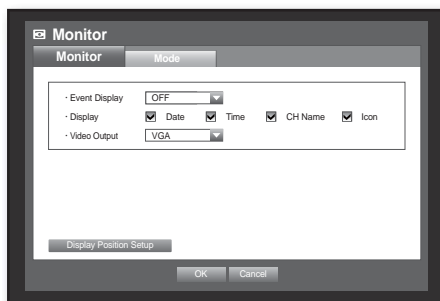 Monitor
Monitor Mode
· Event Display OFF
· Display Date Time CH Name Icon
· Video Output VGA
Display Position Setup
OK Cancel